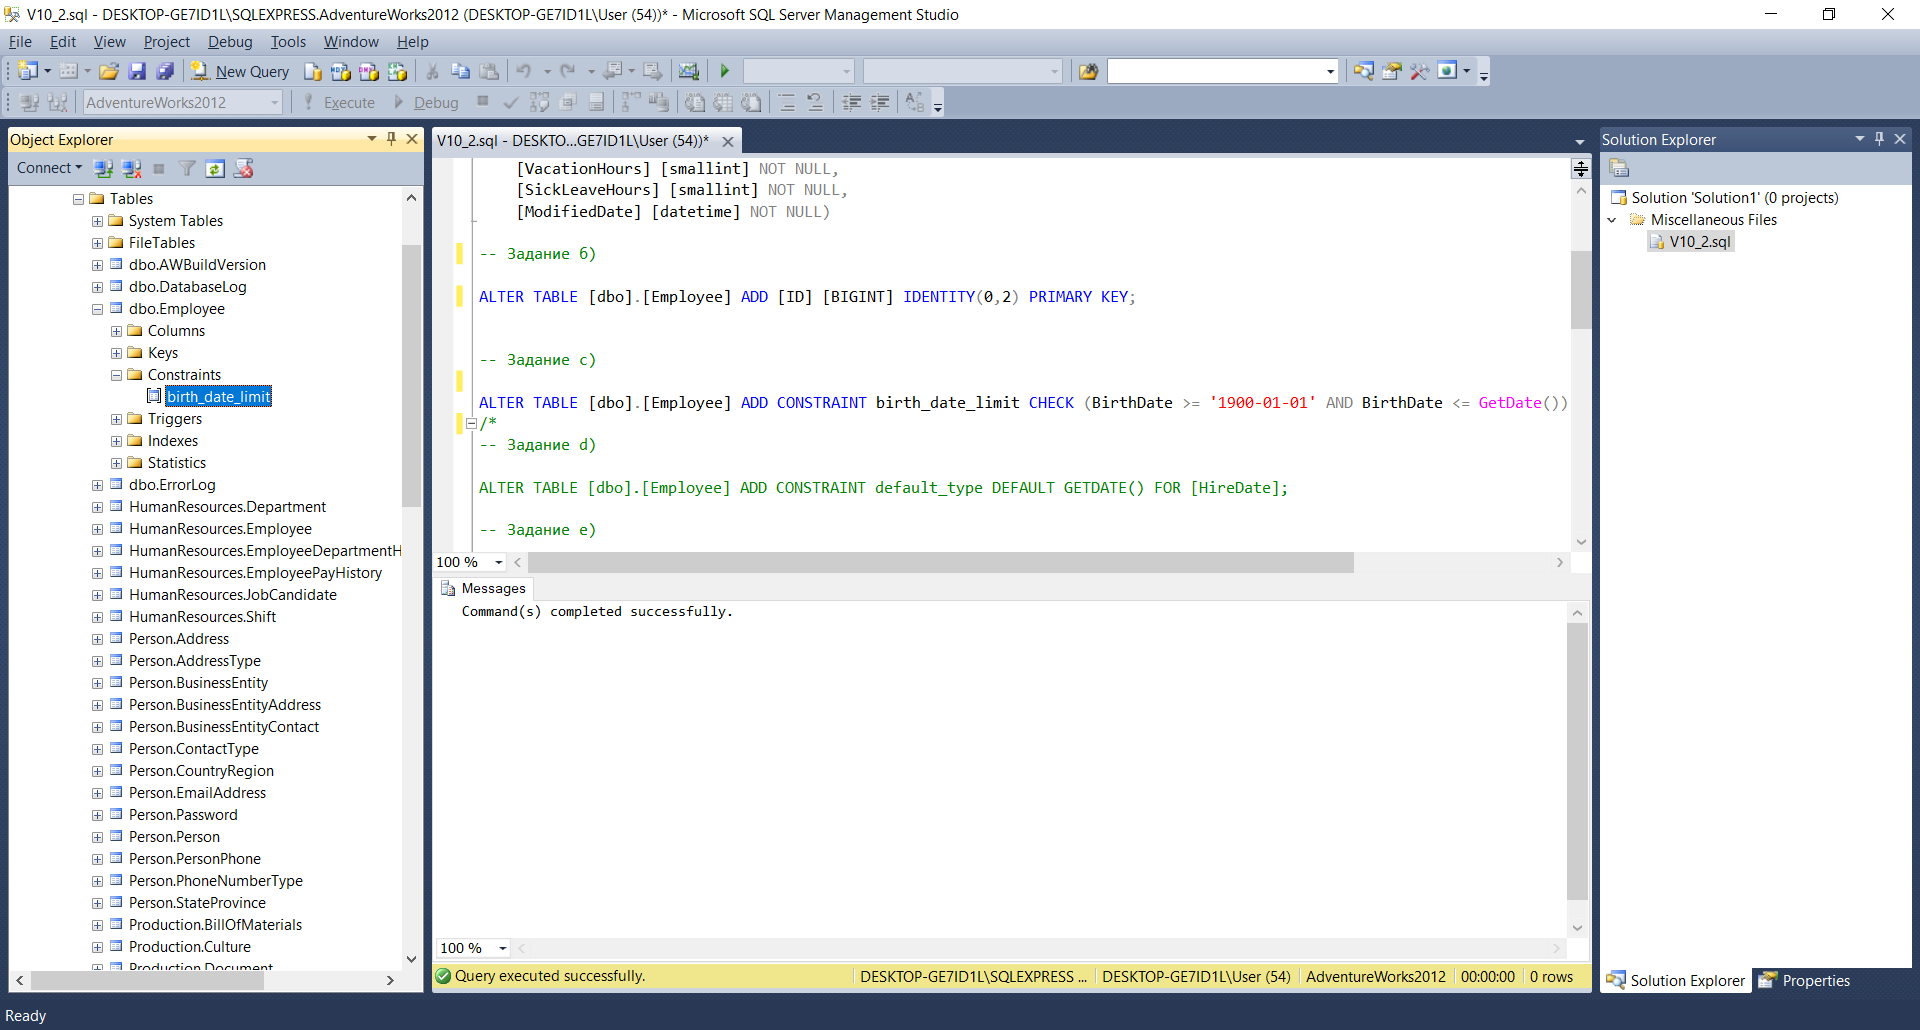 V10_2.sql - DESKTOP-GE7ID1L\SQLEXPRESS.AdventureWorks2012 (DESKTOP-GE7ID1L\User (54))* - Microsoft SQL Server Management Studio
File Edit View Project Debug Tools Window Help
New Query
AdventureWorks2012 Execute Debug
Object Explorer
Connect
Tables
System Tables
FileTables
dbo.AWBuildVersion
dbo.DatabaseLog
dbo.Employee
Columns
Keys
Constraints
birth_date_limit
Triggers
Indexes
Statistics
dbo.ErrorLog
HumanResources.Department
HumanResources.Employee
HumanResources.EmployeeDepartmentH
HumanResources.EmployeePayHistory
HumanResources.JobCandidate
HumanResources.Shift
Person.Address
Person.AddressType
Person.BusinessEntity
Person.BusinessEntityAddress
Person.BusinessEntityContact
Person.ContactType
Person.CountryRegion
Person.EmailAddress
Person.Password
Person.Person
Person.PersonPhone
Person.PhoneNumberType
Person.StateProvince
Production.BillOfMaterials
Production.Culture
Production.Document
V10_2.sql - DESKTO...GE7ID1L\User (54))*
[VacationHours] [smallint] NOT NULL,
[SickLeaveHours] [smallint] NOT NULL,
[ModifiedDate] [datetime] NOT NULL)
-- Задание б)
ALTER TABLE [dbo].[Employee] ADD [ID] [BIGINT] IDENTITY(0,2) PRIMARY KEY;
-- Задание c)
ALTER TABLE [dbo].[Employee] ADD CONSTRAINT birth_date_limit CHECK (BirthDate >= '1900-01-01' AND BirthDate <= GetDate())
/*
-- Задание d)
ALTER TABLE [dbo].[Employee] ADD CONSTRAINT default_type DEFAULT GETDATE() FOR [HireDate];
-- Задание e)
100 %
Messages
Command(s) completed successfully.
100 %
Query executed successfully. DESKTOP-GE7ID1L\SQLEXPRESS ... DESKTOP-GE7ID1L\User (54) AdventureWorks2012 00:00:00 0 rows
Solution Explorer
Solution 'Solution1' (0 projects)
Miscellaneous Files
V10_2.sql
Solution Explorer Properties
Ready